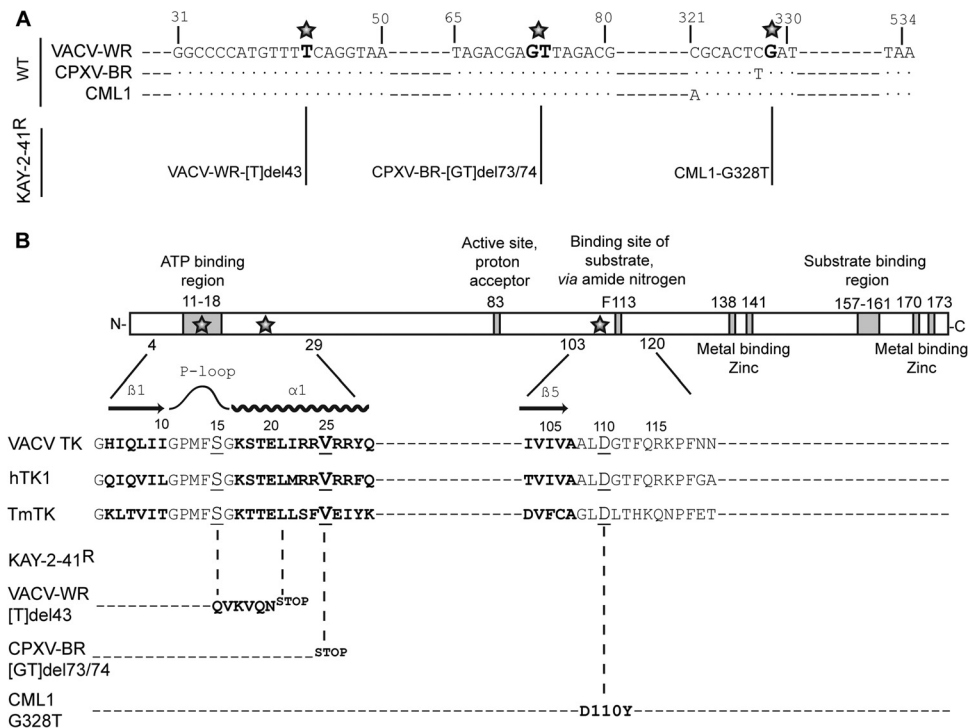 A
31 50 65 80 321 330 534
WT
VACV-WR ---GGCCCCATGTTTTCAGGTAA------TAGACGAGTTAGACG-------CGCACTCGAT-------TAA
CPXV-BR T
CML1 A
KAY-2-41R
VACV-WR-[T]del43 CPXV-BR-[GT]del73/74 CML1-G328T
B
ATP binding region
11-18
Active site, proton acceptor
83
Binding site of substrate, via amide nitrogen
F113
138 141
Substrate binding region
157-161 170 173
N- -C
4 29 103 120
Metal binding Zinc
Metal binding Zinc
ß1 P-loop α1 ß5
10 15 20 25 105 110 115
VACV TK GHIQLIIGPMFSGKSTELIRRVRRYQ---------------IVIVAALDGTFQRKPFNN
hTK1 GQIQVILGPMFSGKSTELMRRVRRFQ---------------TVIVAALDGTFQRKPFGA
TmTK GKLTVITGPMFSGKTTELLSFVEIYK---------------DVFCAGLDLTHKQNPFET
KAY-2-41R
VACV-WR [T]del43 QVKVQNSTOP
CPXV-BR [GT]del73/74 STOP
CML1 G328T D110Y